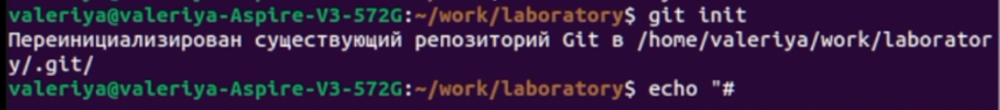 valeriya@valeriya-Aspire-V3-572G:~/work/laboratory$ git init
Переинициализирован существующий репозиторий Git в /home/valeriya/work/laborator
y/.git/
valeriya@valeriya-Aspire-V3-572G:~/work/laboratory$ echo "#